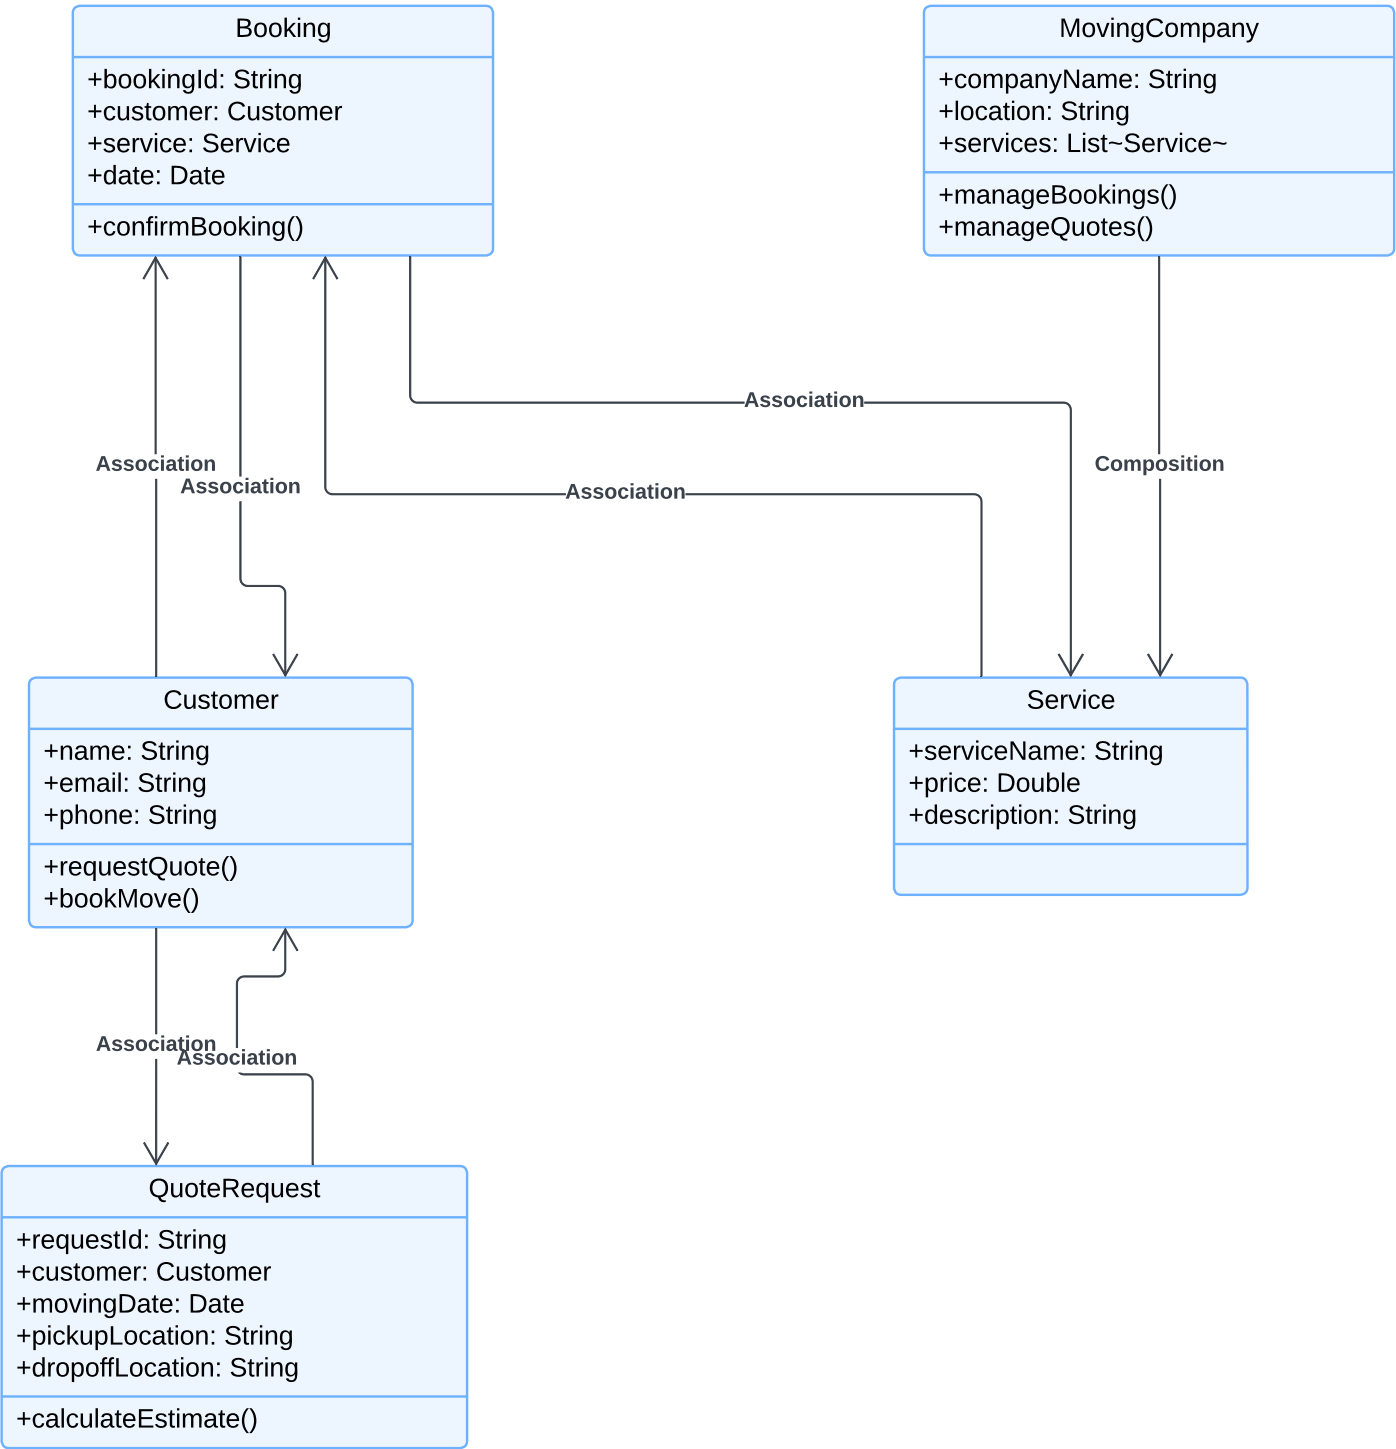 Booking
+bookingId: String
+customer: Customer
+service: Service
+date: Date
+confirmBooking()
MovingCompany
+companyName: String
+location: String
+services: List~Service~
+manageBookings()
+manageQuotes()
Association
Association
Association
Association
Composition
Customer
+name: String
+email: String
+phone: String
+requestQuote()
+bookMove()
Service
+serviceName: String
+price: Double
+description: String
Association
Association
QuoteRequest
+requestId: String
+customer: Customer
+movingDate: Date
+pickupLocation: String
+dropoffLocation: String
+calculateEstimate()